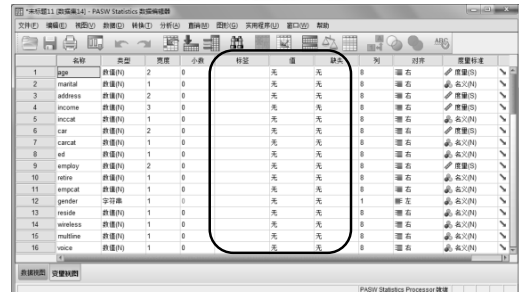 *未标题11 [数据集14] - PASW Statistics 数据编辑器
文件(F) 编辑(E) 视图(V) 数据(D) 转换(T) 分析(A) 直销(M) 图形(G) 实用程序(U) 窗口(W) 帮助
名称 类型 宽度 小数 标签 值 缺失 列 对齐 度量标准
1 age 数值(N) 2 0 无 无 8 右 度量(S)
2 marital 数值(N) 1 0 无 无 8 右 名义(N)
3 address 数值(N) 2 0 无 无 8 右 度量(S)
4 income 数值(N) 3 0 无 无 8 右 度量(S)
5 inccat 数值(N) 1 0 无 无 8 右 名义(N)
6 car 数值(N) 2 0 无 无 8 右 度量(S)
7 carcat 数值(N) 1 0 无 无 8 右 名义(N)
8 ed 数值(N) 1 0 无 无 8 右 名义(N)
9 employ 数值(N) 2 0 无 无 8 右 度量(S)
10 retire 数值(N) 1 0 无 无 8 右 名义(N)
11 empcat 数值(N) 1 0 无 无 8 右 名义(N)
12 gender 字符串 1 0 无 无 1 左 名义(N)
13 reside 数值(N) 1 0 无 无 8 右 名义(N)
14 wireless 数值(N) 1 0 无 无 8 右 名义(N)
15 multline 数值(N) 1 0 无 无 8 右 名义(N)
16 voice 数值(N) 1 0 无 无 8 右 名义(N)
数据视图 变量视图
PASW Statistics Processor 就绪